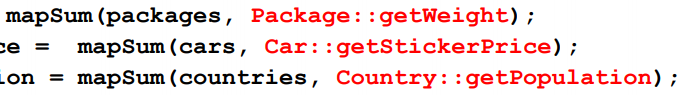 mapSum(packages, Package::getWeight);
ce = mapSum(cars, Car::getStickerPrice);
ion = mapSum(countries, Country::getPopulation);